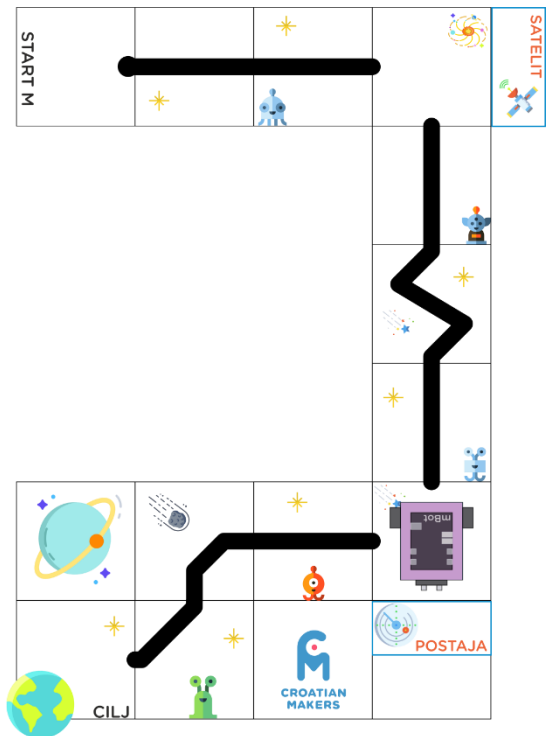 START M
SATELIT
mBot
POSTAJA
CROATIAN
MAKERS
CILJ